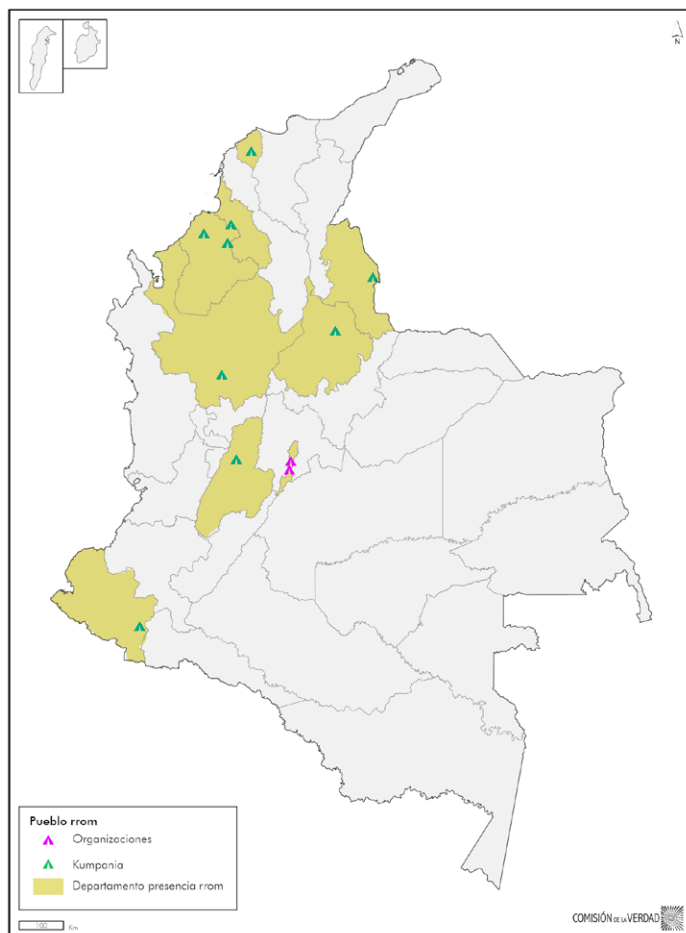 N
Pueblo rrom
Organizaciones
Kumpania
Departamento presencia rrom
100 Km
COMISIÓN DE LA VERDAD